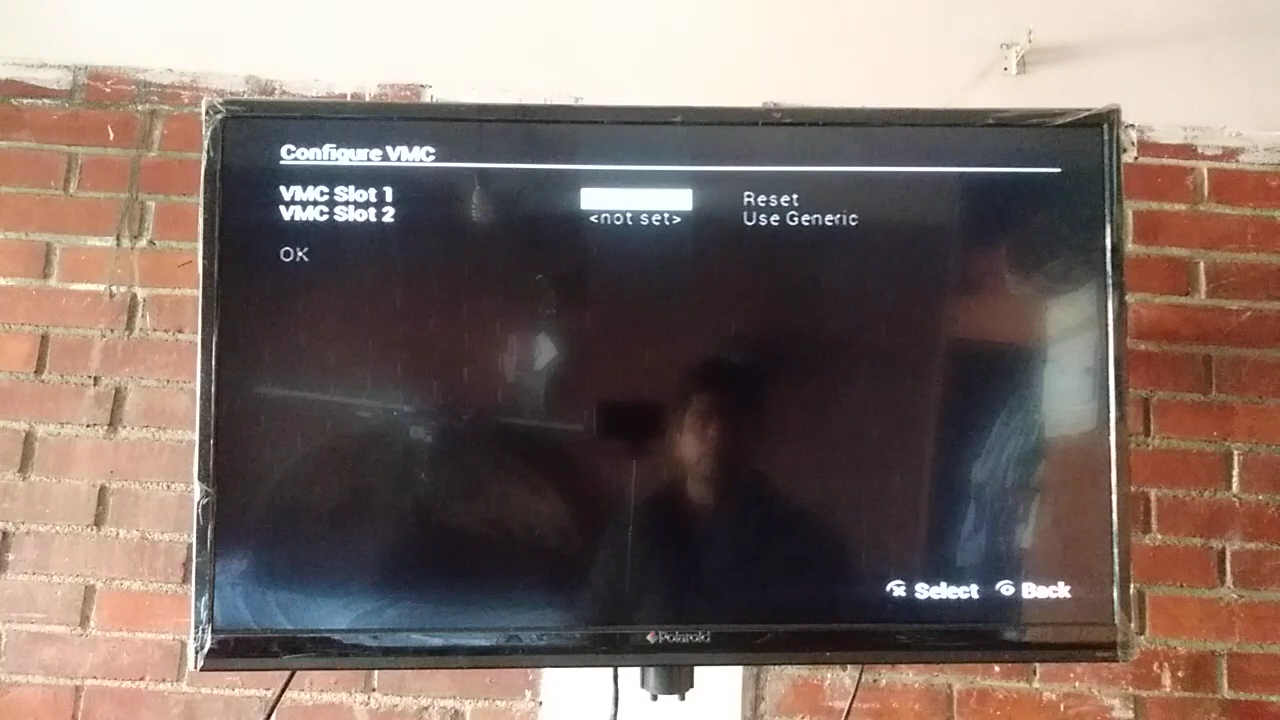 Configure VMC
VMC Slot 1 Reset
VMC Slot 2 <not set> Use Generic
OK
Select Back
Polaroid